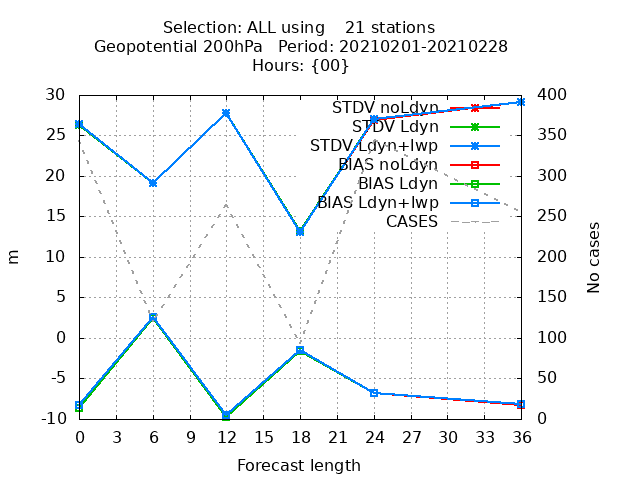 Selection: ALL using    21 stations
Geopotential 200hPa   Period: 20210201-20210228
Hours: {00}
30 400
STDV noLdyn
25 STDV Ldyn 350
STDV Ldyn+lwp
BIAS noLdyn
20 BIAS Ldyn 300
BIAS Ldyn+lwp
15 CASES 250
10 200
m No cases
5 150
0 100
-5 50
-10 0
0 3 6 9 12 15 18 21 24 27 30 33 36
Forecast length